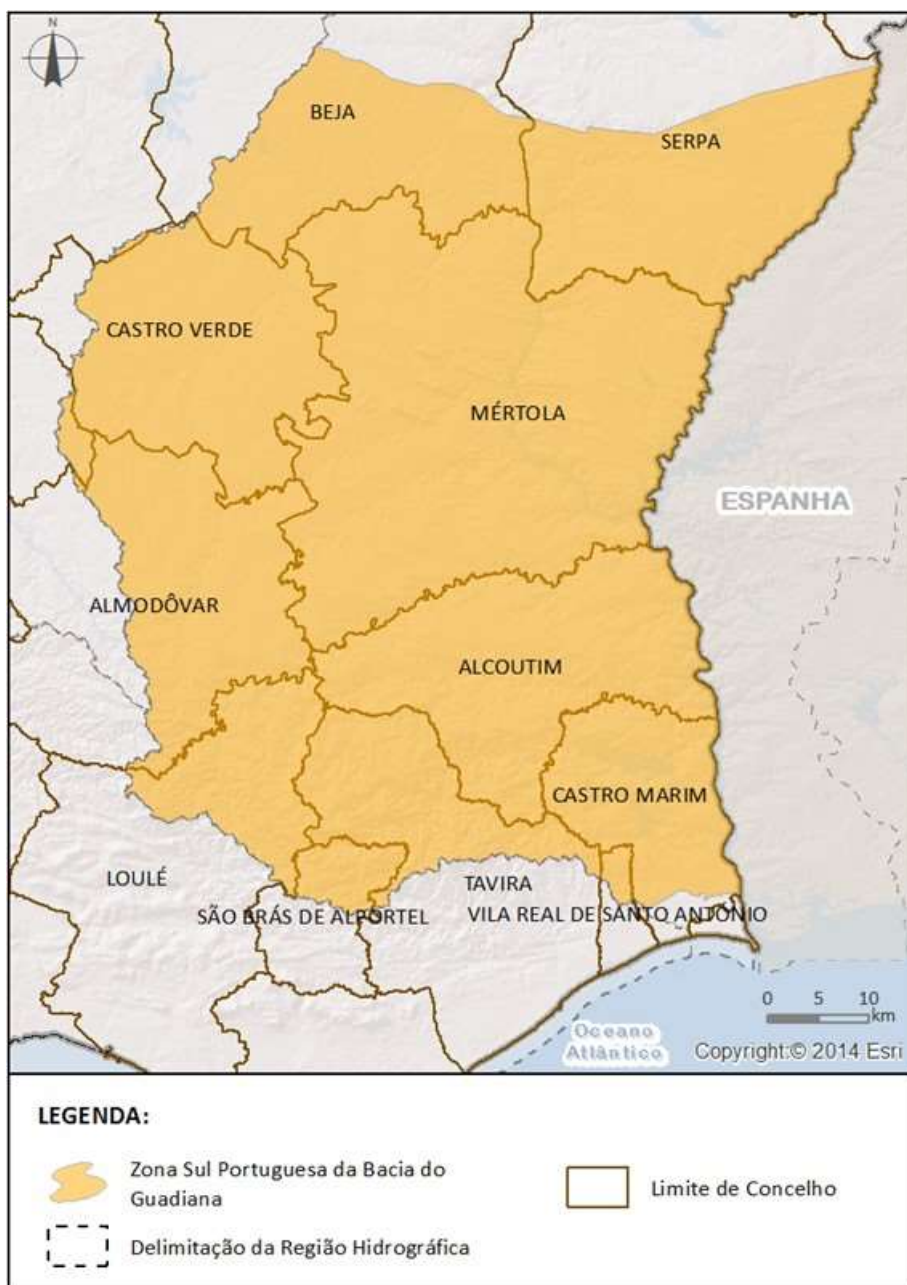 N
BEJA
SERPA
CASTRO VERDE
MÉRTOLA
ESPANHA
ALMODÔVAR
ALCOUTIM
CASTRO MARIM
LOULÉ
TAVIRA
SÃO BRÁS DE ALPORTEL
VILA REAL DE SANTO ANTÓNIO
0 5 10
km
Oceano
Atlântico
Copyright:© 2014 Esri
LEGENDA:
Zona Sul Portuguesa da Bacia do
Guadiana
Limite de Concelho
Delimitação da Região Hidrográfica